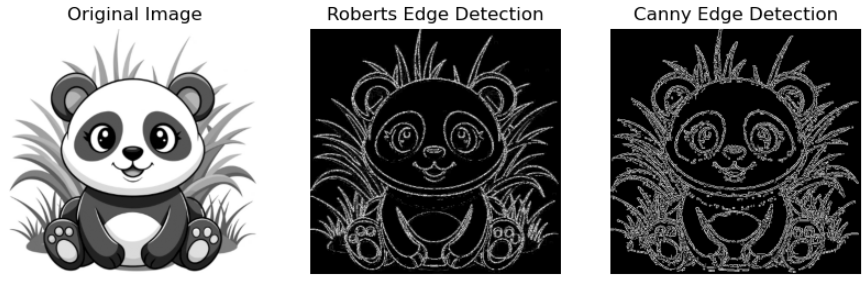 Original Image
Roberts Edge Detection
Canny Edge Detection